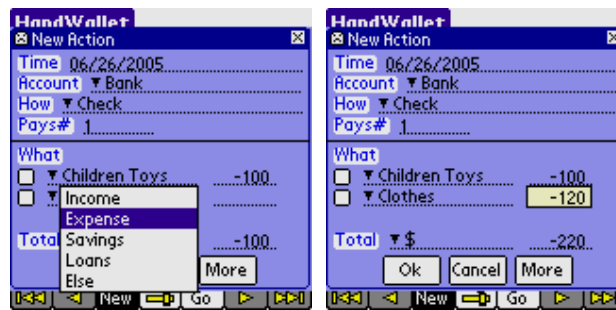 HandWallet
New Action
Time 06/26/2005
Account Bank
How Check
Pays# 1
What
Children Toys -100
Income
Expense
Savings
Loans
Else
Total -100
More
New Go
HandWallet
New Action
Time 06/26/2005
Account Bank
How Check
Pays# 1
What
Children Toys -100
Clothes -120
Total $ -220
Ok Cancel More
New Go